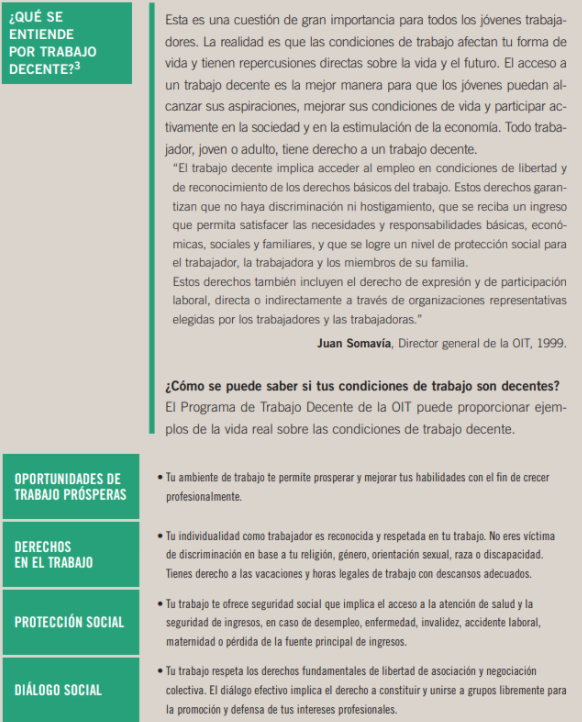 ¿QUÉ SE
ENTIENDE
POR TRABAJO
DECENTE?3
Esta es una cuestión de gran importancia para todos los jóvenes trabaja-
dores. La realidad es que las condiciones de trabajo afectan tu forma de
vida y tienen repercusiones directas sobre la vida y el futuro. El acceso a
un trabajo decente es la mejor manera para que los jóvenes puedan al-
canzar sus aspiraciones, mejorar sus condiciones de vida y participar ac-
tivamente en la sociedad y en la estimulación de la economía. Todo traba-
jador, joven o adulto, tiene derecho a un trabajo decente.
“El trabajo decente implica acceder al empleo en condiciones de libertad y
de reconocimiento de los derechos básicos del trabajo. Estos derechos garan-
tizan que no haya discriminación ni hostigamiento, que se reciba un ingreso
que permita satisfacer las necesidades y responsabilidades básicas, econó-
micas, sociales y familiares, y que se logre un nivel de protección social para
el trabajador, la trabajadora y los miembros de su familia.
Estos derechos también incluyen el derecho de expresión y de participación
laboral, directa o indirectamente a través de organizaciones representativas
elegidas por los trabajadores y las trabajadoras.”
Juan Somavía, Director general de la OIT, 1999.
¿Cómo se puede saber si tus condiciones de trabajo son decentes?
El Programa de Trabajo Decente de la OIT puede proporcionar ejem-
plos de la vida real sobre las condiciones de trabajo decente.
OPORTUNIDADES DE
TRABAJO PRÓSPERAS
• Tu ambiente de trabajo te permite prosperar y mejorar tus habilidades con el fin de crecer
profesionalmente.
DERECHOS
EN EL TRABAJO
• Tu individualidad como trabajador es reconocida y respetada en tu trabajo. No eres víctima
de discriminación en base a tu religión, género, orientación sexual, raza o discapacidad.
Tienes derecho a las vacaciones y horas legales de trabajo con descansos adecuados.
PROTECCIÓN SOCIAL
• Tu trabajo te ofrece seguridad social que implica el acceso a la atención de salud y la
seguridad de ingresos, en caso de desempleo, enfermedad, invalidez, accidente laboral,
maternidad o pérdida de la fuente principal de ingresos.
DIÁLOGO SOCIAL
• Tu trabajo respeta los derechos fundamentales de libertad de asociación y negociación
colectiva. El diálogo efectivo implica el derecho a constituir y unirse a grupos libremente para
la promoción y defensa de tus intereses profesionales.